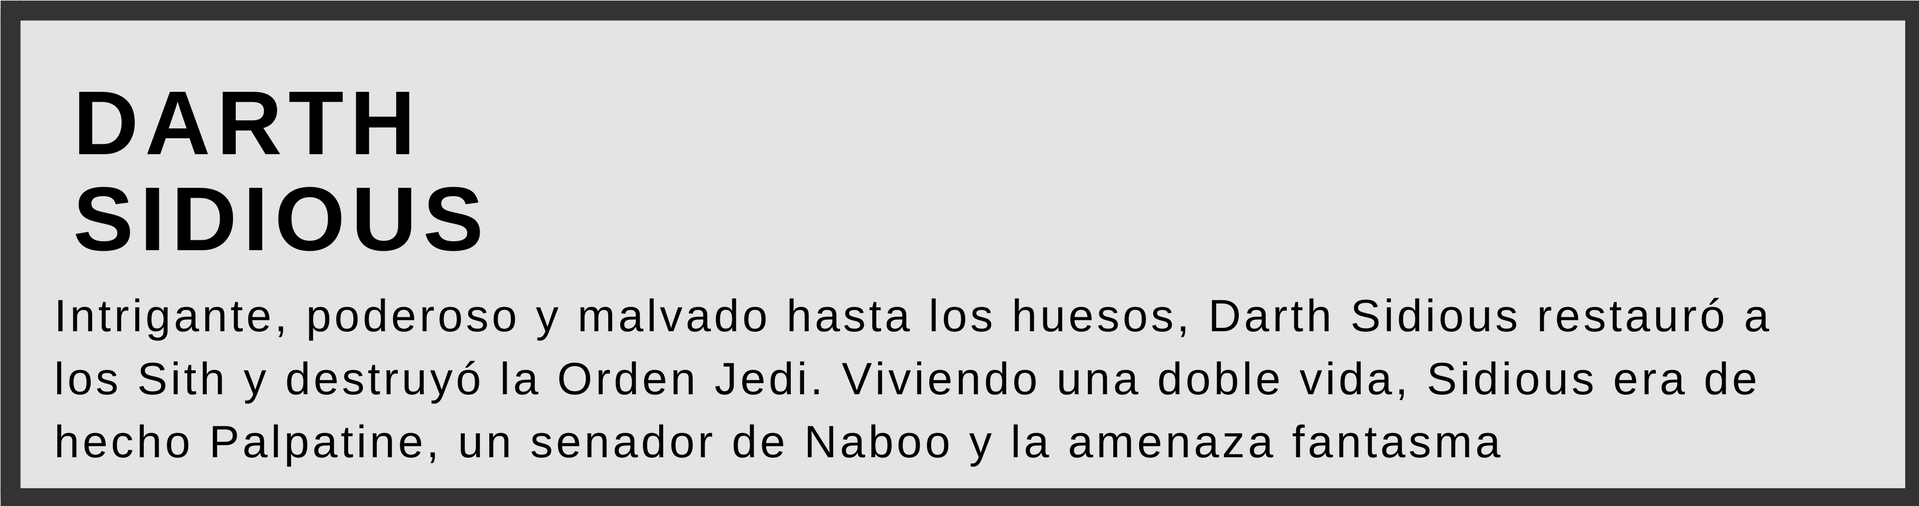 DARTH
SIDIOUS
Intrigante, poderoso y malvado hasta los huesos, Darth Sidious restauró a
los Sith y destruyó la Orden Jedi. Viviendo una doble vida, Sidious era de
hecho Palpatine, un senador de Naboo y la amenaza fantasma